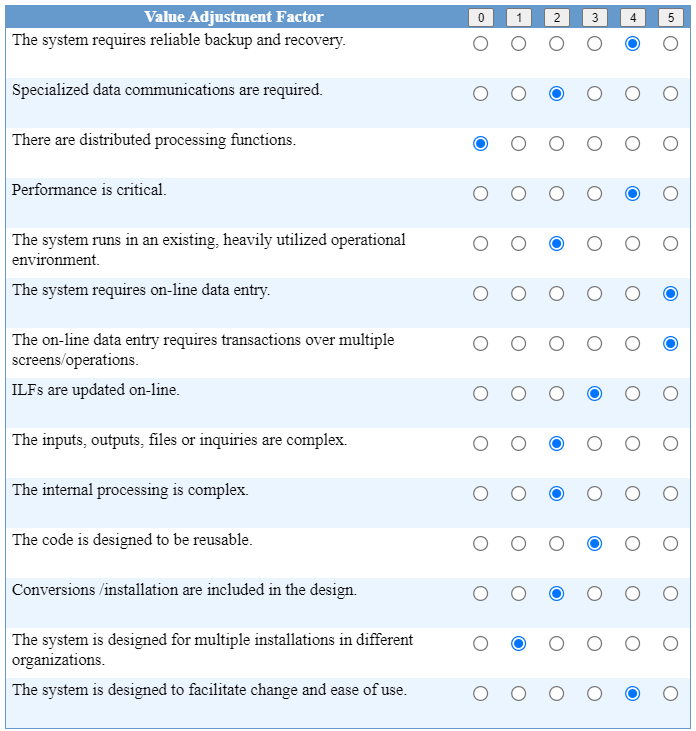 Value Adjustment Factor 0 1 2 3 4 5
The system requires reliable backup and recovery.
Specialized data communications are required.
There are distributed processing functions.
Performance is critical.
The system runs in an existing, heavily utilized operational
environment.
The system requires on-line data entry.
The on-line data entry requires transactions over multiple
screens/operations.
ILFs are updated on-line.
The inputs, outputs, files or inquiries are complex.
The internal processing is complex.
The code is designed to be reusable.
Conversions /installation are included in the design.
The system is designed for multiple installations in different
organizations.
The system is designed to facilitate change and ease of use.